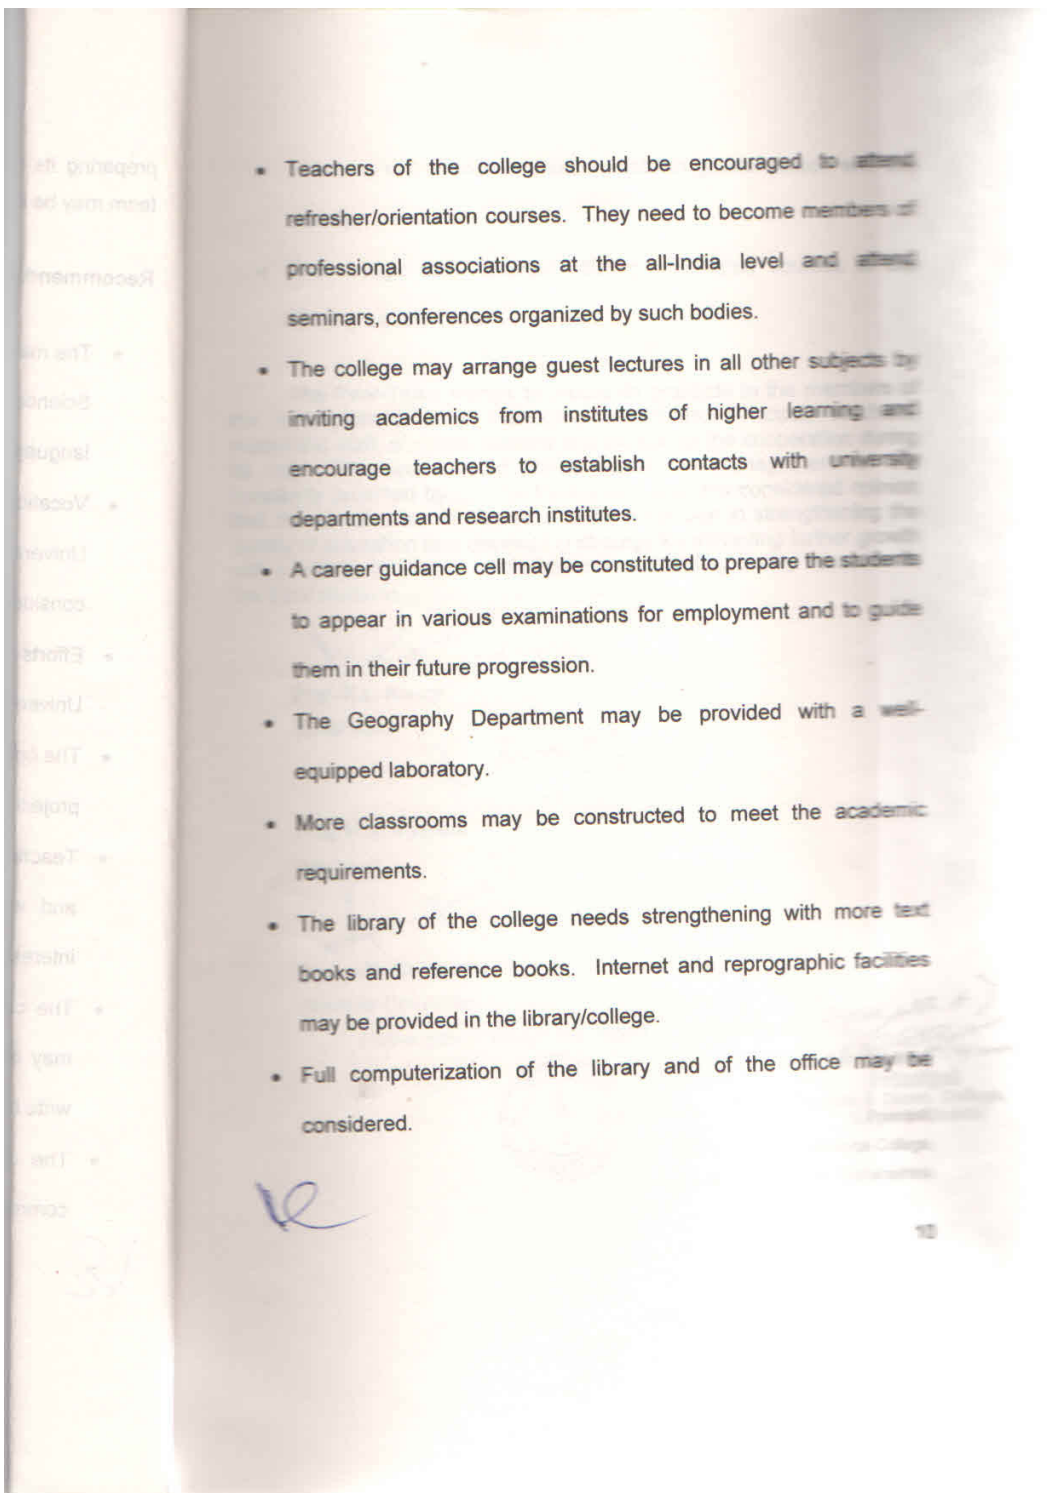 • Teachers of the college should be encouraged to attend
refresher/orientation courses. They need to become members of
professional associations at the all-India level and attend
seminars, conferences organized by such bodies.
• The college may arrange guest lectures in all other subjects by
inviting academics from institutes of higher learning and
encourage teachers to establish contacts with university
departments and research institutes.
• A career guidance cell may be constituted to prepare the students
to appear in various examinations for employment and to guide
them in their future progression.
• The Geography Department may be provided with a well-
equipped laboratory.
• More classrooms may be constructed to meet the academic
requirements.
• The library of the college needs strengthening with more text
books and reference books. Internet and reprographic facilities
may be provided in the library/college.
• Full computerization of the library and of the office may be
considered.
10